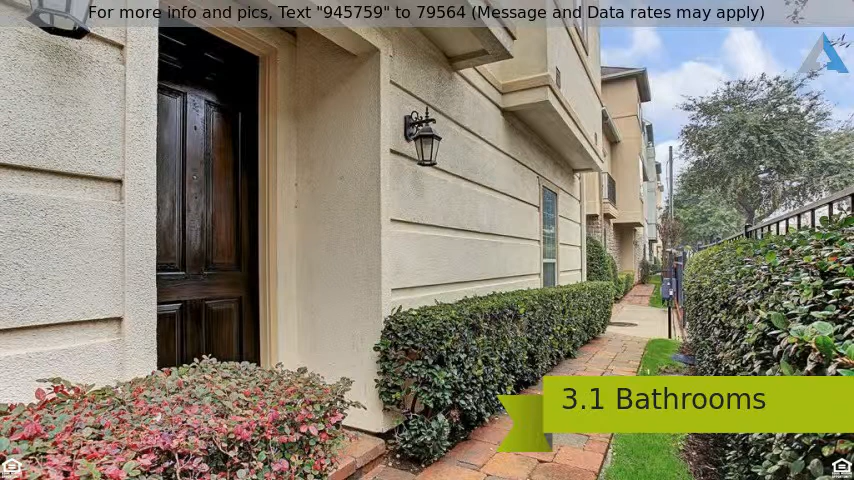 For more info and pics, Text "945759" to 79564 (Message and Data rates may apply)
3.1 Bathrooms